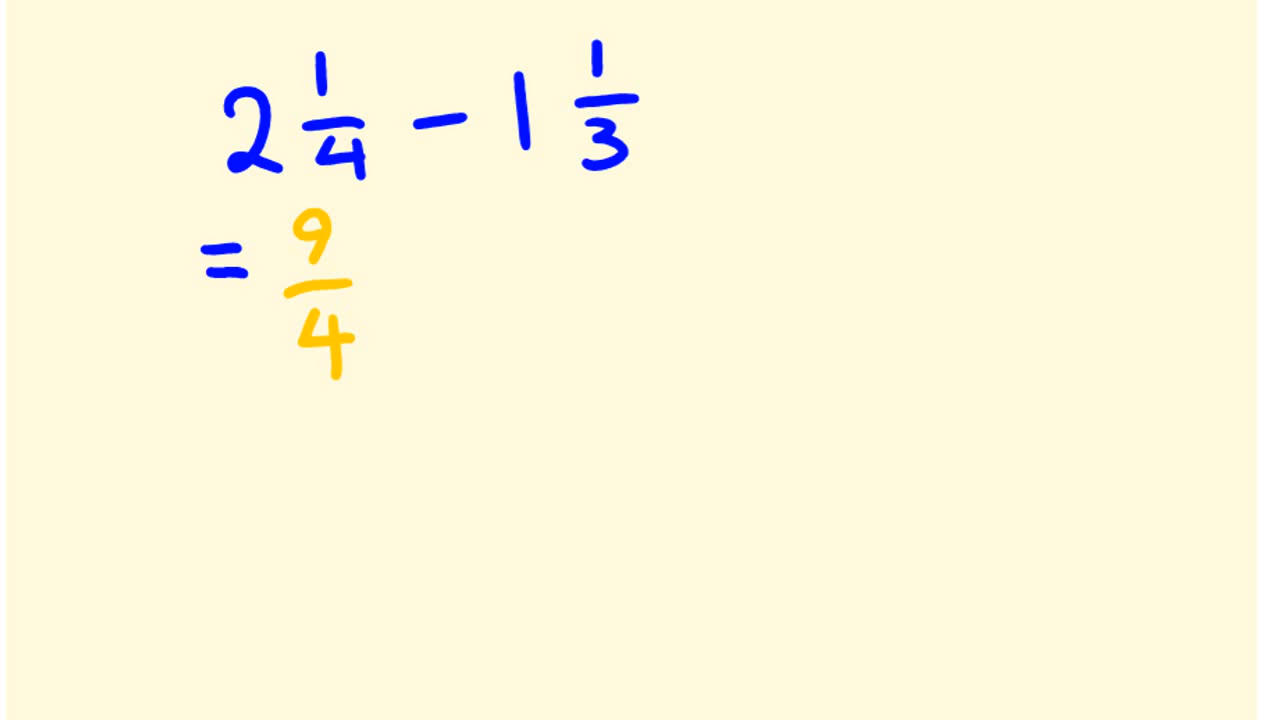 2 1/4 - 1 1/3
= 9/4